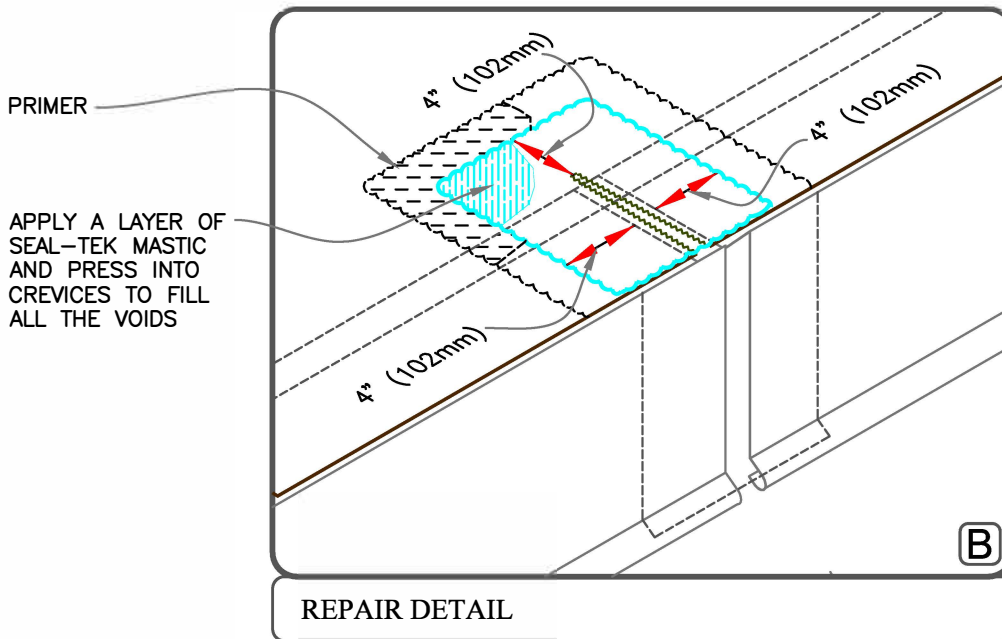 PRIMER
APPLY A LAYER OF
SEAL-TEK MASTIC
AND PRESS INTO
CREVICES TO FILL
ALL THE VOIDS
4" (102mm)
4" (102mm)
4" (102mm)
B
REPAIR DETAIL